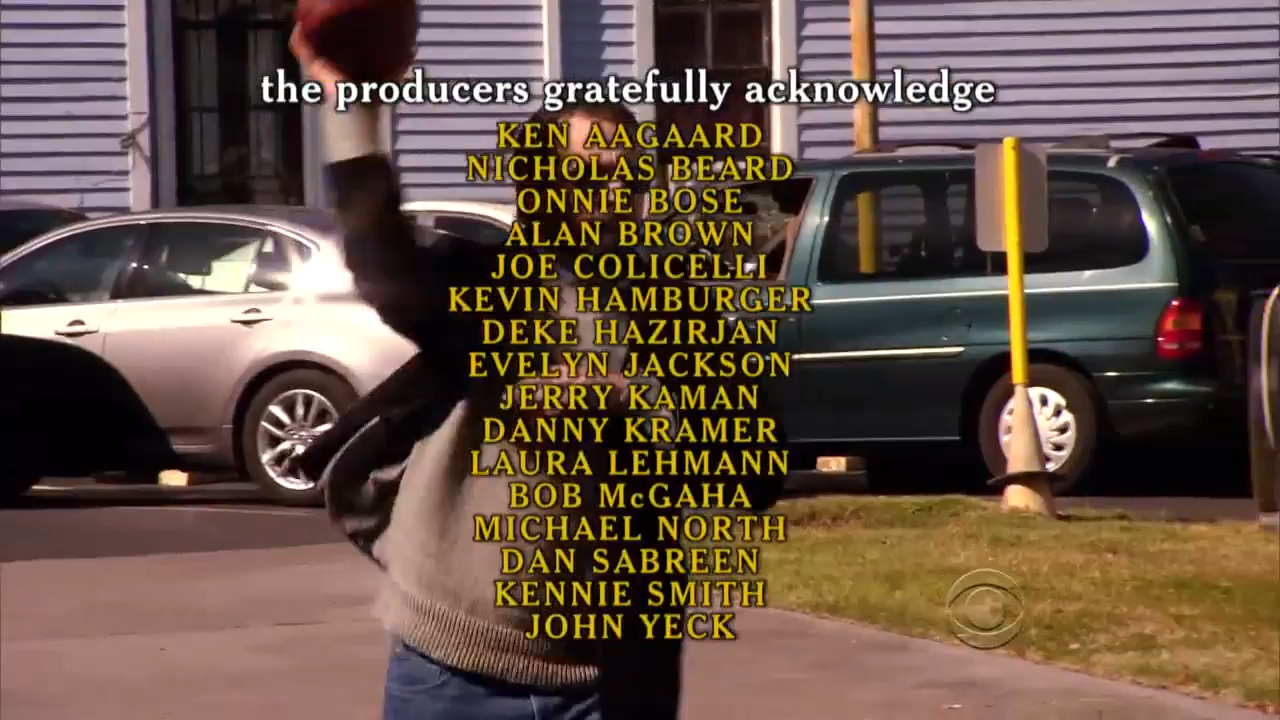 the producers gratefully acknowledge
KEN AAGAARD
NICHOLAS BEARD
ONNIE BOSE
ALAN BROWN
JOE COLICELLI
KEVIN HAMBURGER
DEKE HAZIRJAN
EVELYN JACKSON
JERRY KAMAN
DANNY KRAMER
LAURA LEHMANN
BOB McGAHA
MICHAEL NORTH
DAN SABREEN
KENNIE SMITH
JOHN YECK